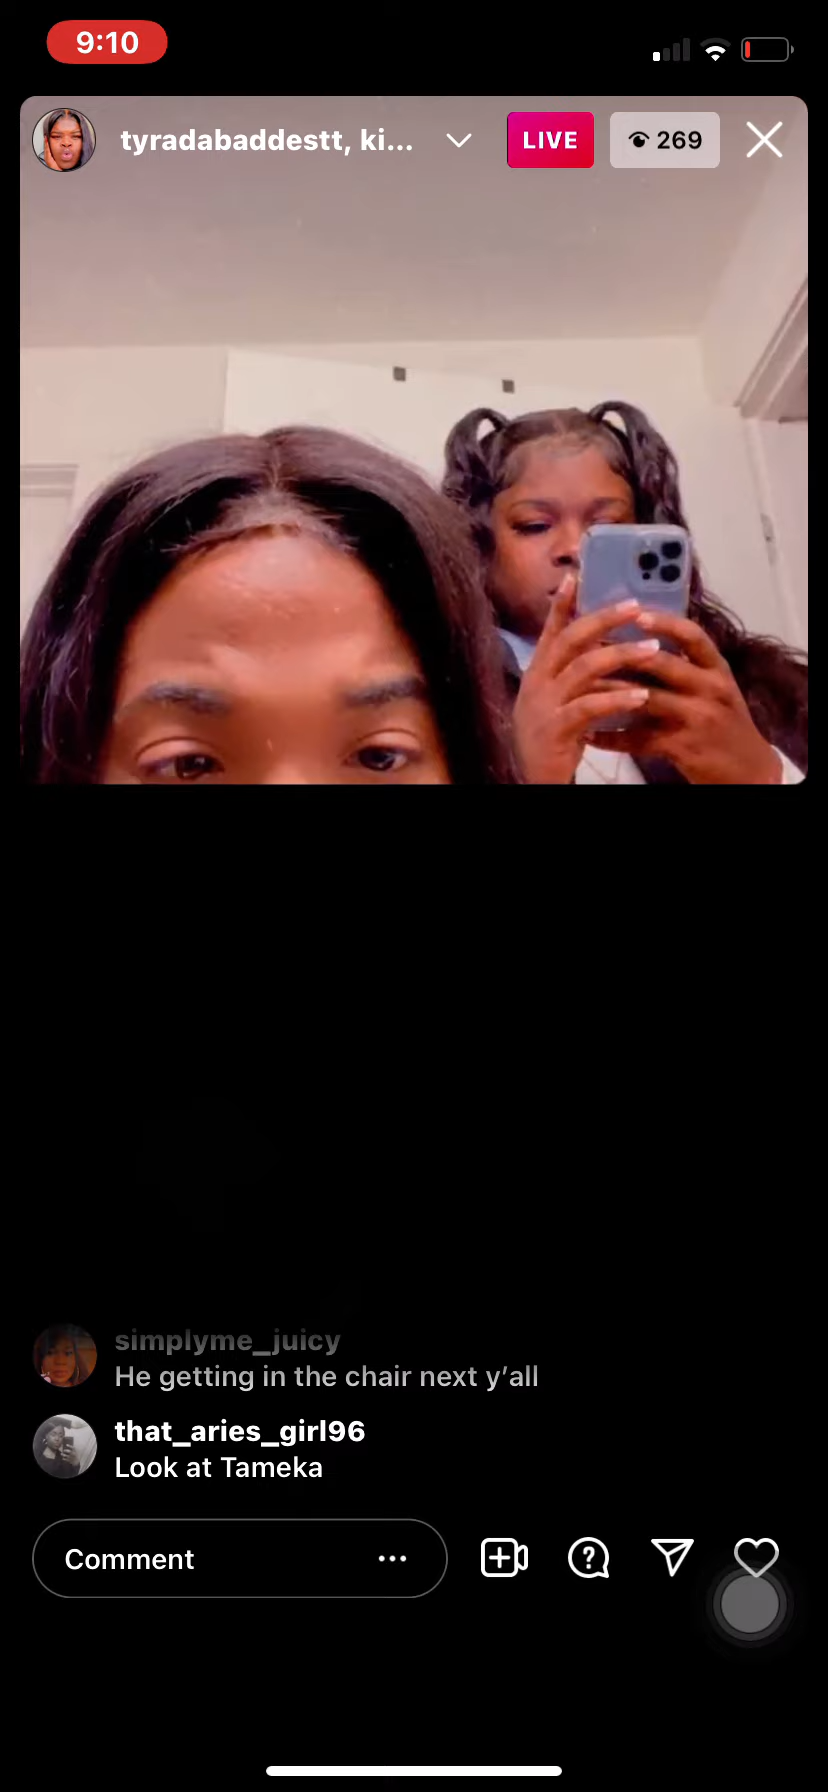 9:10
tyradabaddestt, ki...
LIVE
269
simplyme_juicy
He getting in the chair next y’all
that_aries_girl96
Look at Tameka
Comment